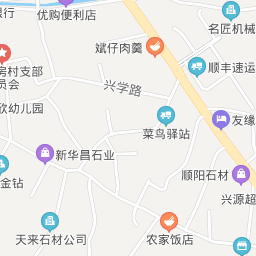 银行
优购便利店
名匠机械
斌仔肉羹
房村支部
员会
顺丰速运
兴学路
欣幼儿园
菜鸟驿站
友缘
新华昌石业
顺阳石材
金钻
兴源超
天来石材公司
农家饭店